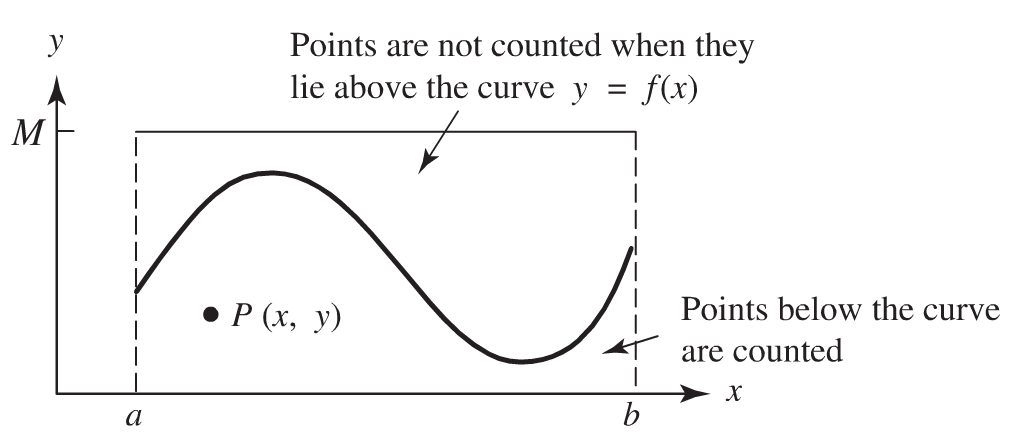 y
Points are not counted when they
lie above the curve y = f(x)
M
P (x, y)
Points below the curve
are counted
x
a
b